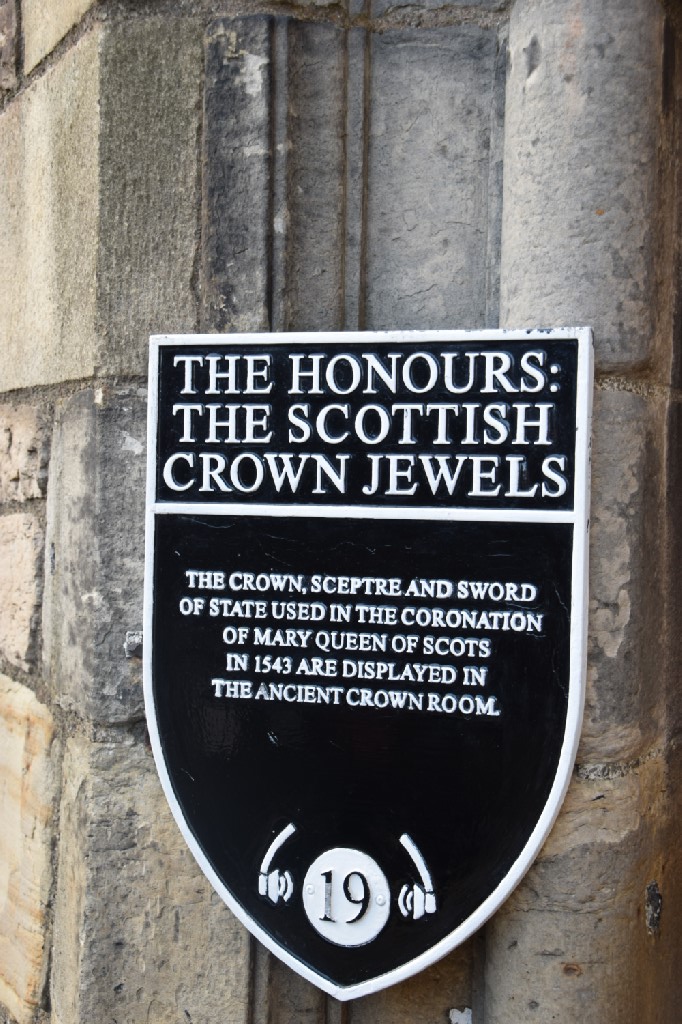 THE HONOURS:
THE SCOTTISH
CROWN JEWELS
THE CROWN, SCEPTRE AND SWORD
OF STATE USED IN THE CORONATION
OF MARY QUEEN OF SCOTS
IN 1543 ARE DISPLAYED IN
THE ANCIENT CROWN ROOM.
19